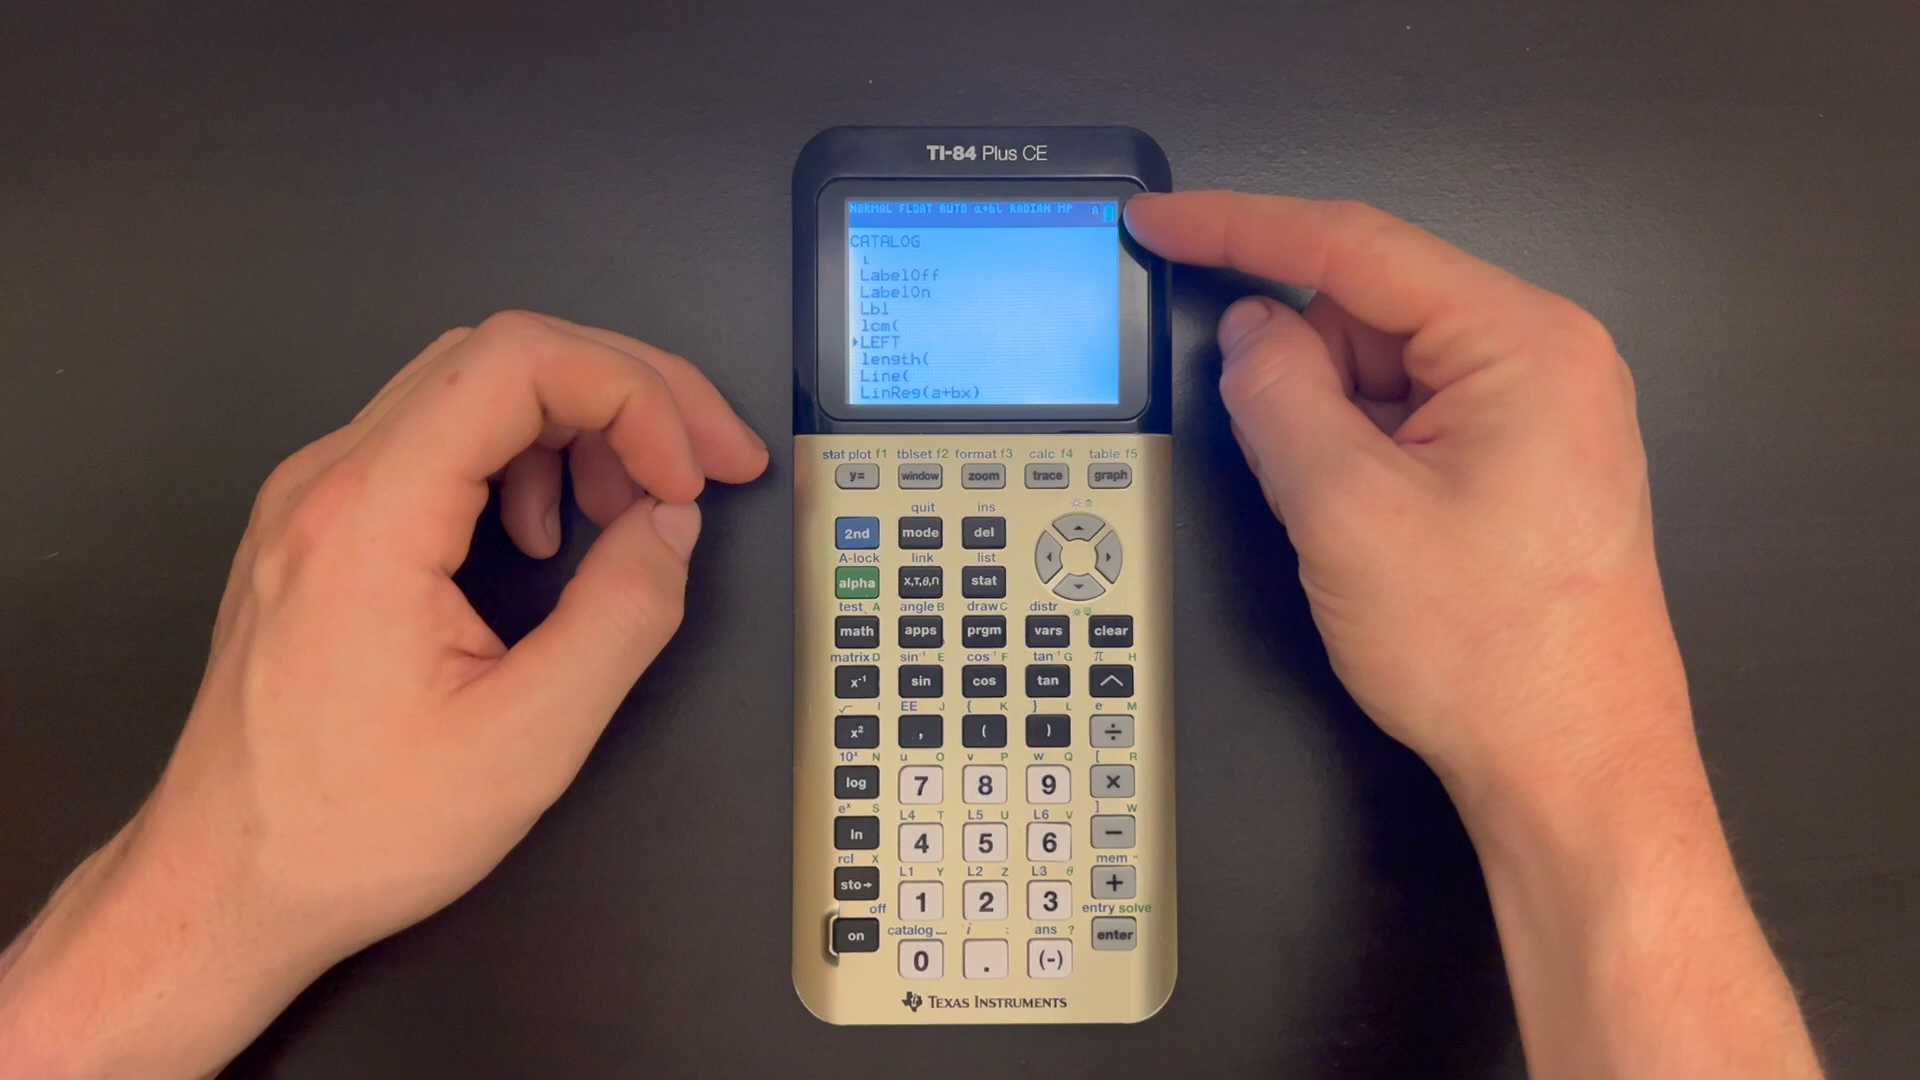 TI-84 Plus CE
NORMAL FLOAT AUTO a+bi RADIAN MP
CATALOG
L
LabelOff
LabelOn
Lbl
lcm(
LEFT
length(
Line(
LinReg(a+bx)
stat plot f1 tblset f2 format f3 calc f4 table f5
y= window zoom trace graph
quit ins
2nd mode del
A-lock link list
alpha X,T,θ,n stat
test A angle B draw C distr
math apps prgm vars clear
matrix D sin⁻¹ E cos⁻¹ F tan⁻¹ G π H
x⁻¹ sin cos tan ^
√ I EE J { K } L e M
x² , ( ) ÷
10ˣ N u O v P w Q [ R
log 7 8 9 ×
eˣ S L4 T L5 U L6 V ] W
ln 4 5 6 −
rcl X L1 Y L2 Z L3 θ mem "
sto→ 1 2 3 +
off catalog i : ans ? entry solve
on 0 . (-) enter
TEXAS INSTRUMENTS